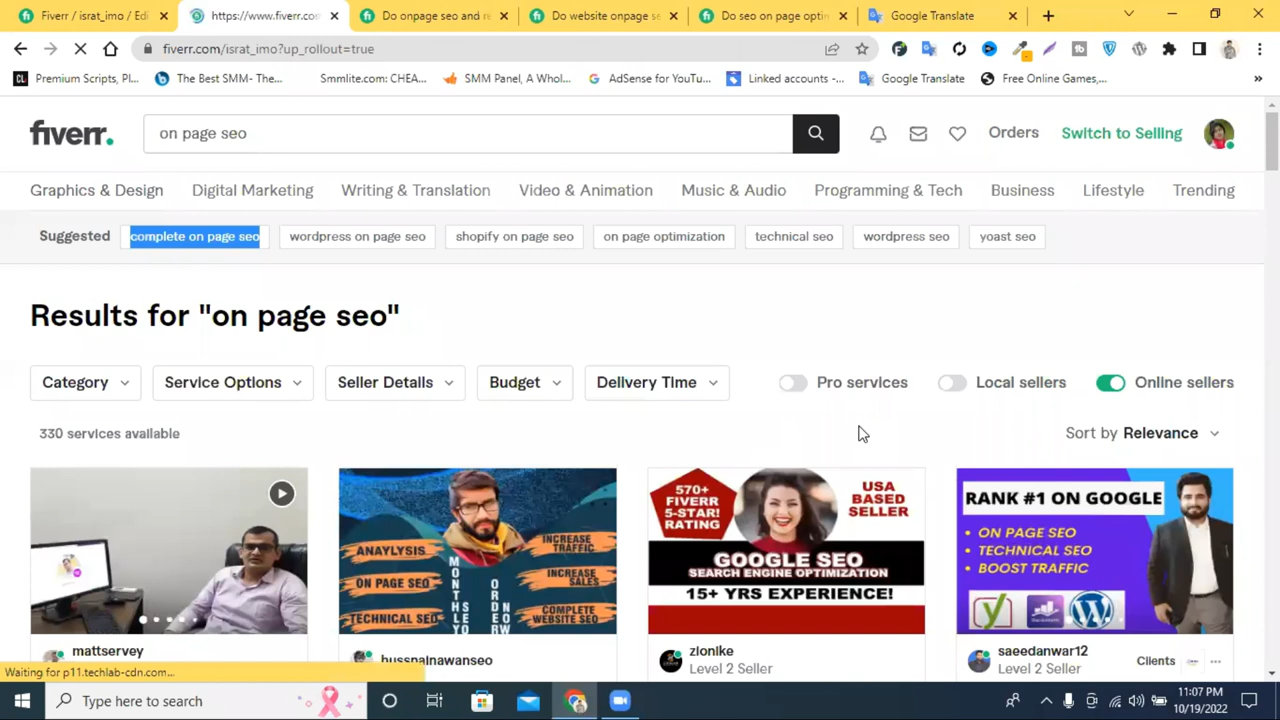 Fiverr / israt_imo / Edi
https://www.fiverr.co
Do onpage seo and r
Do website onpage se
Do seo on page opti
Google Translate
fiverr.com/israt_imo?up_rollout=true
Premium Scripts, Pl...
The Best SMM- The...
Smmlite.com: CHEA...
SMM Panel, A Whol...
AdSense for YouTu...
Linked accounts -...
Google Translate
Free Online Games,...
fiverr.
on page seo
Orders
Switch to Selling
Graphics & Design
Digital Marketing
Writing & Translation
Video & Animation
Music & Audio
Programming & Tech
Business
Lifestyle
Trending
Suggested
complete on page seo
wordpress on page seo
shopify on page seo
on page optimization
technical seo
wordpress seo
yoast seo
Results for "on page seo"
Category
Service Options
Seller Details
Budget
Delivery Time
Pro services
Local sellers
Online sellers
330 services available
Sort by Relevance
ANAYLYSIS
ON PAGE SEO
TECHNICAL SEO
MONTHLY
SEO
ORDER
NOW
INCREASE TRAFFIC
INCREASE SALES
COMPLETE WEBSITE SEO
570+
FIVERR
5-STAR!
RATING
USA
BASED
SELLER
GOOGLE SEO
SEARCH ENGINE OPTIMIZATION
15+ YRS EXPERIENCE!
RANK #1 ON GOOGLE
• ON PAGE SEO
• TECHNICAL SEO
• BOOST TRAFFIC
mattservey
hussnainawanseo
zionike
Level 2 Seller
saeedanwar12
Level 2 Seller
Clients
Waiting for p11.techlab-cdn.com...
Type here to search
11:07 PM
10/19/2022